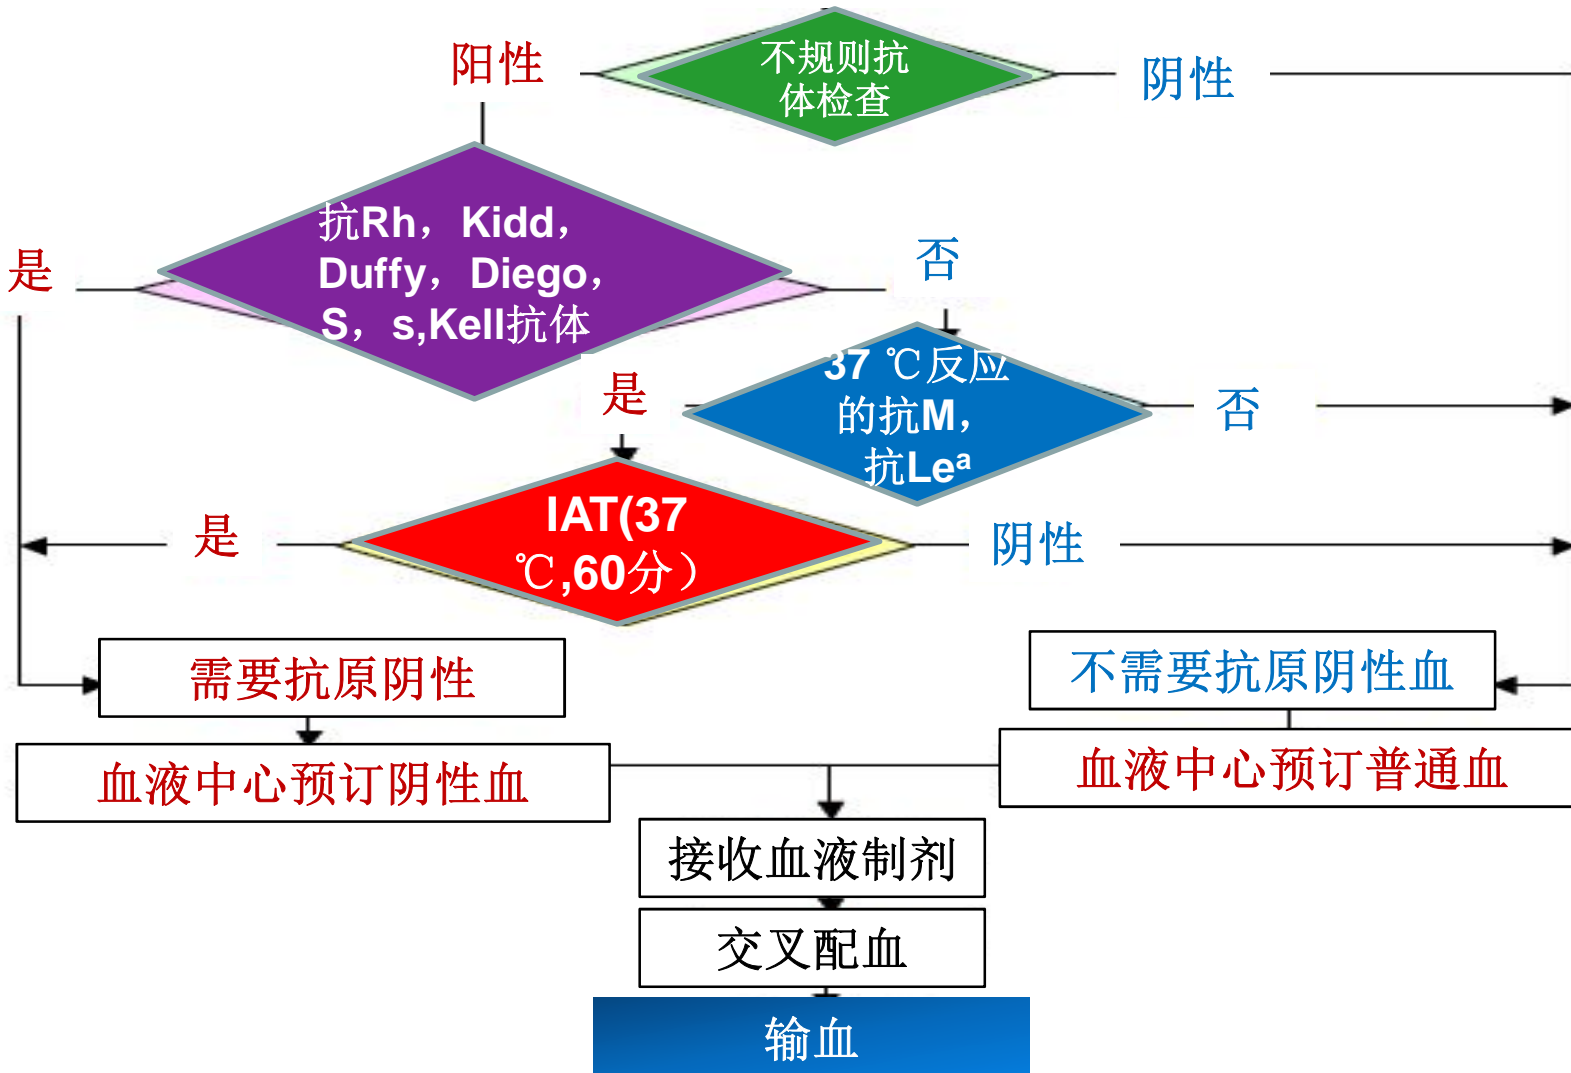 不规则抗
体检查
阳性
阴性
抗Rh，Kidd，
Duffy，Diego，
S，s,Kell抗体
是
否
37 ℃反应
的抗M，
抗Leᵃ
是
否
IAT(37
℃,60分）
是
阴性
需要抗原阴性
不需要抗原阴性血
血液中心预订阴性血
血液中心预订普通血
接收血液制剂
交叉配血
输血